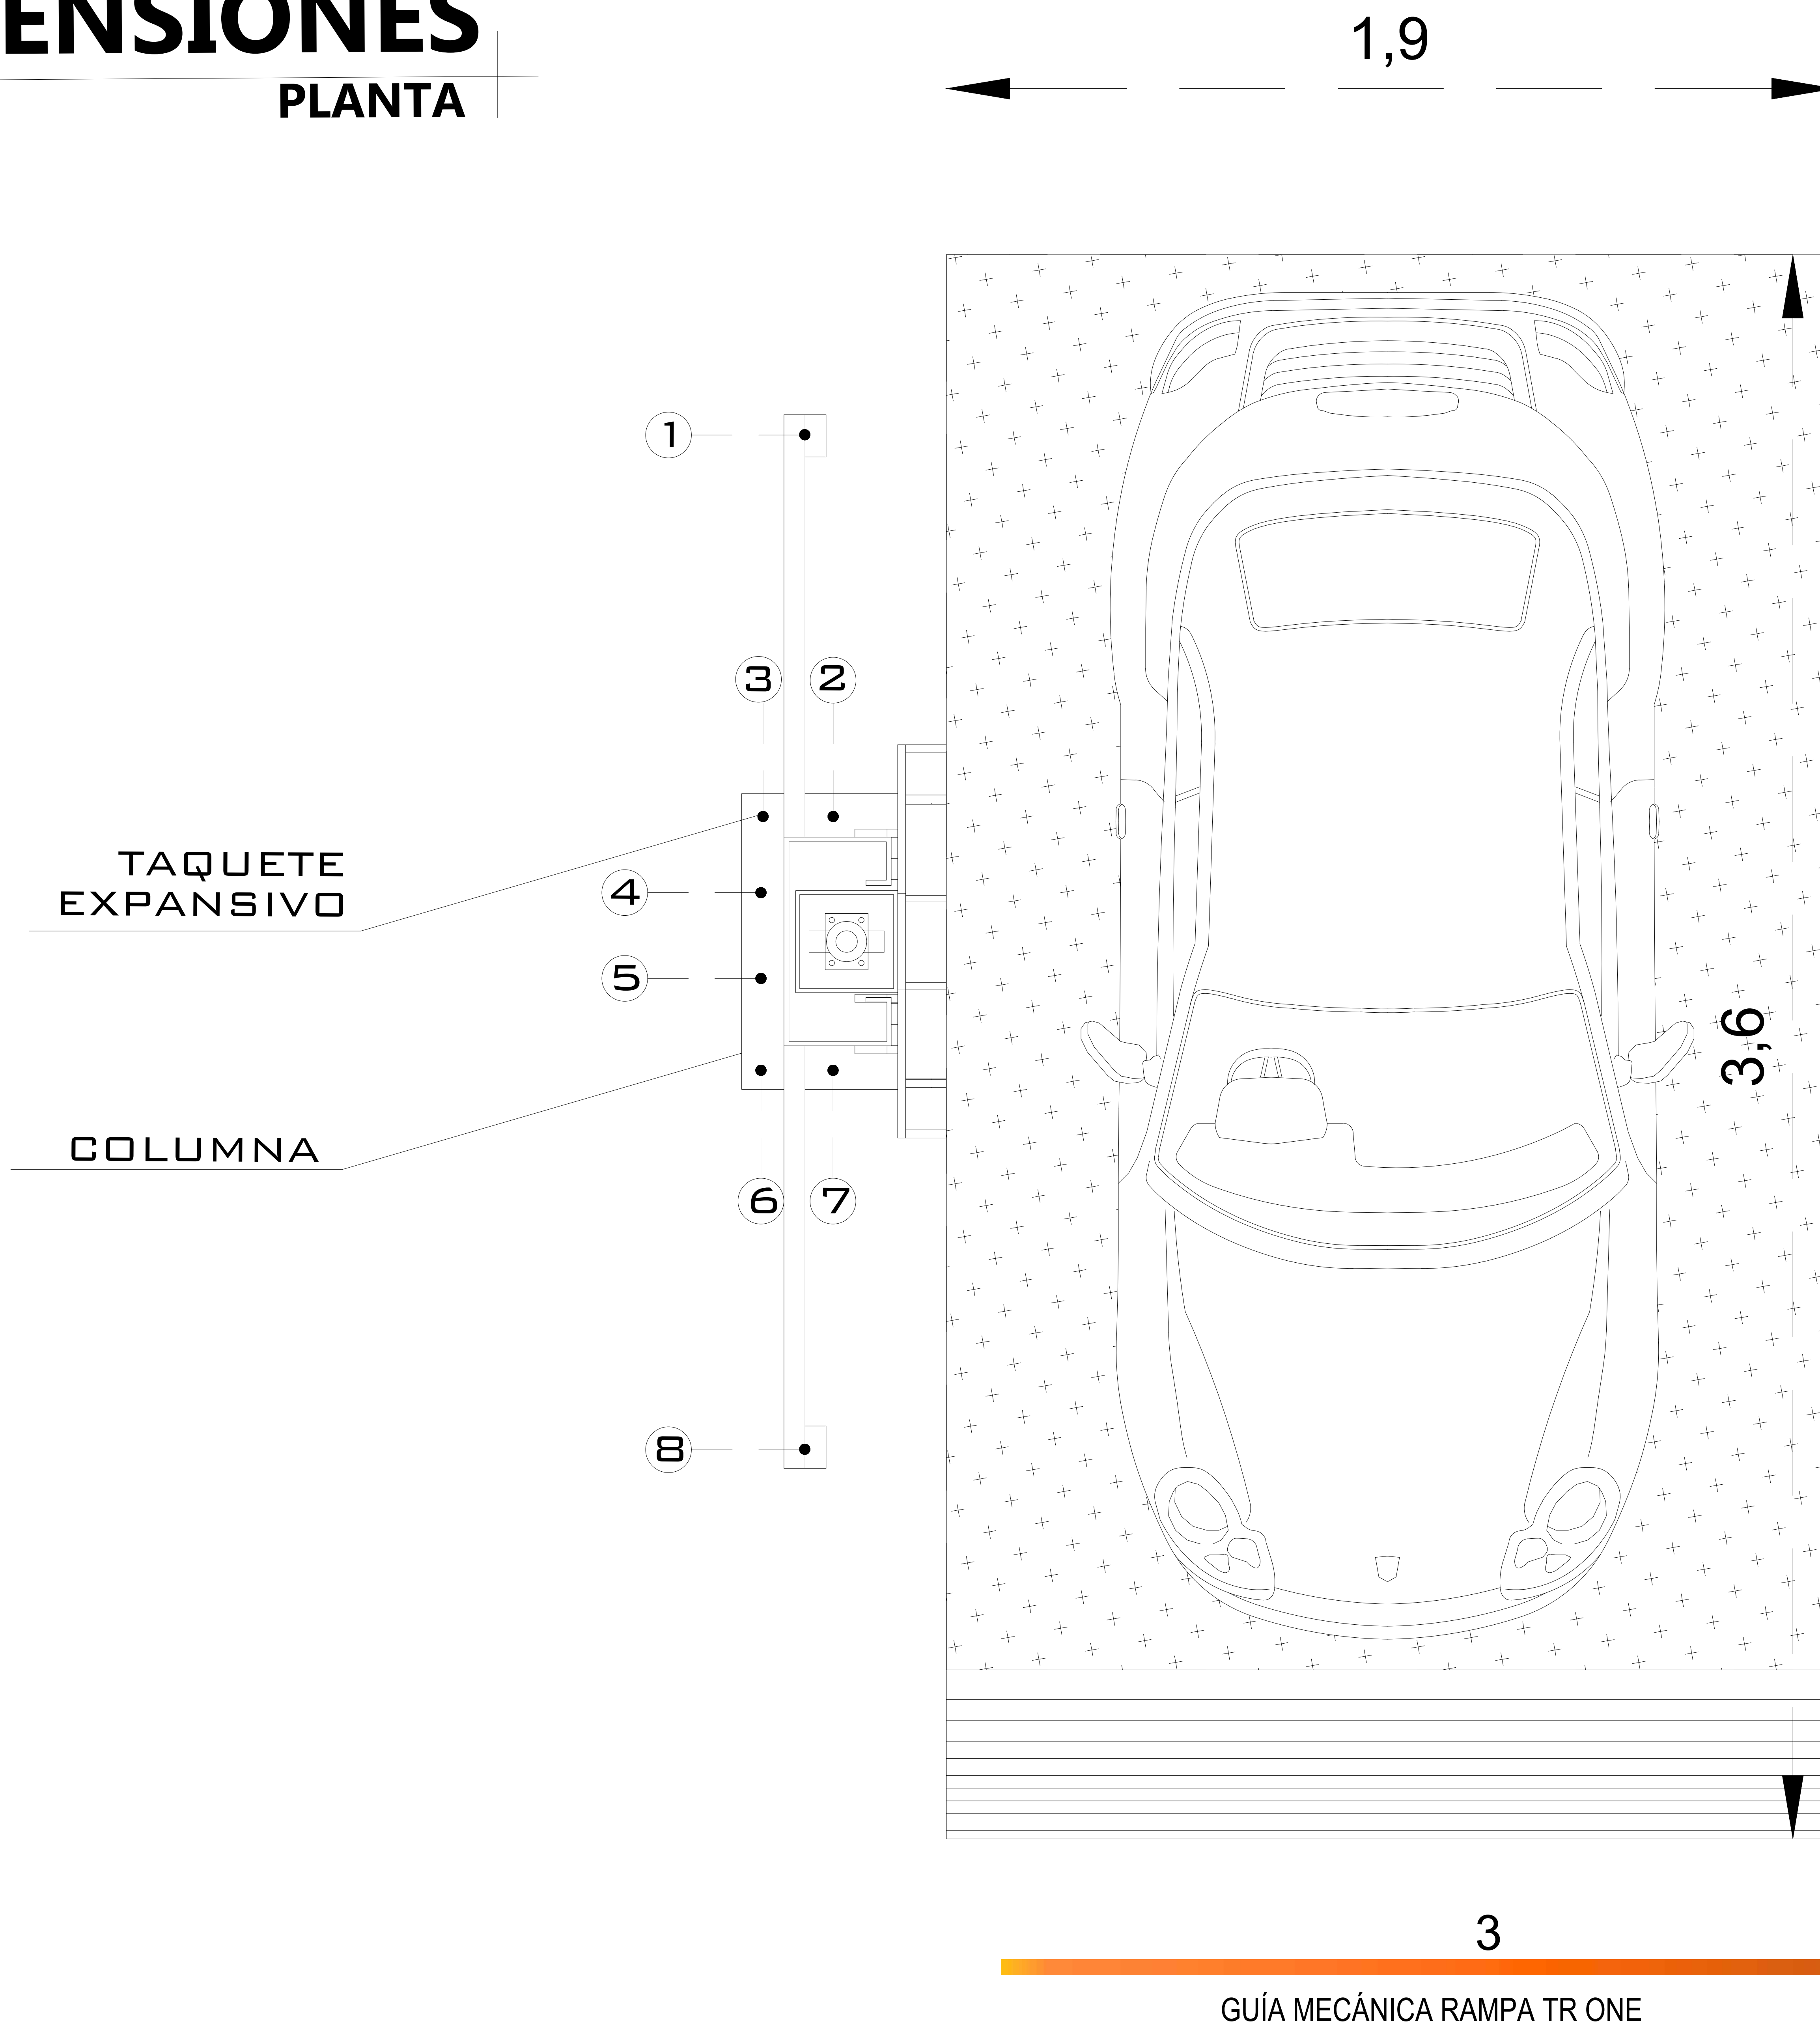 ENSIONES
PLANTA
1,9
1
3
2
TAQUETE
EXPANSIVO
4
5
3,6
COLUMNA
6
7
8
3
GUÍA MECÁNICA RAMPA TR ONE